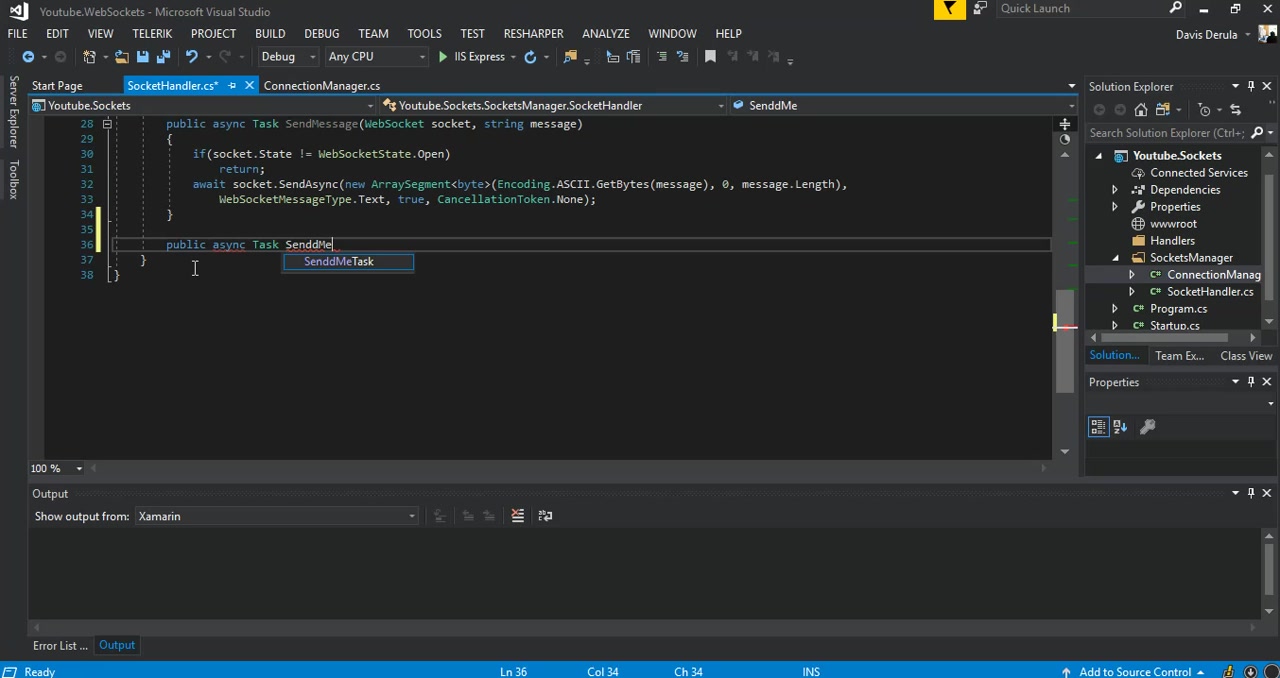 Youtube.WebSockets - Microsoft Visual Studio
Quick Launch
FILE EDIT VIEW TELERIK PROJECT BUILD DEBUG TEAM TOOLS TEST RESHARPER ANALYZE WINDOW HELP
Davis Derula
Debug Any CPU IIS Express
Start Page SocketHandler.cs* ConnectionManager.cs
Youtube.Sockets Youtube.Sockets.SocketsManager.SocketHandler SenddMe
28 public async Task SendMessage(WebSocket socket, string message)
29 {
30 if(socket.State != WebSocketState.Open)
31 return;
32 await socket.SendAsync(new ArraySegment<byte>(Encoding.ASCII.GetBytes(message), 0, message.Length),
33 WebSocketMessageType.Text, true, CancellationToken.None);
34 }
35
36 public async Task SenddMe
SenddMeTask
37 }
38 }
100 %
Server Explorer
Toolbox
Solution Explorer
Search Solution Explorer (Ctrl+;
Youtube.Sockets
Connected Services
Dependencies
Properties
wwwroot
Handlers
SocketsManager
ConnectionManag
SocketHandler.cs
Program.cs
Startup.cs
Solution... Team Ex... Class View
Properties
Output
Show output from: Xamarin
Error List ... Output
Ready Ln 36 Col 34 Ch 34 INS Add to Source Control